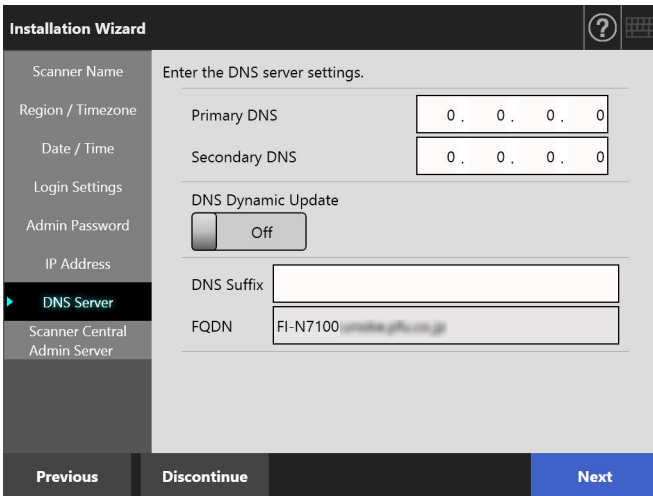 Installation Wizard
?
Scanner Name
Region / Timezone
Date / Time
Login Settings
Admin Password
IP Address
DNS Server
Scanner Central
Admin Server
Enter the DNS server settings.
Primary DNS 0 . 0 . 0 . 0
Secondary DNS 0 . 0 . 0 . 0
DNS Dynamic Update
Off
DNS Suffix
FQDN FI-N7100
Previous Discontinue Next